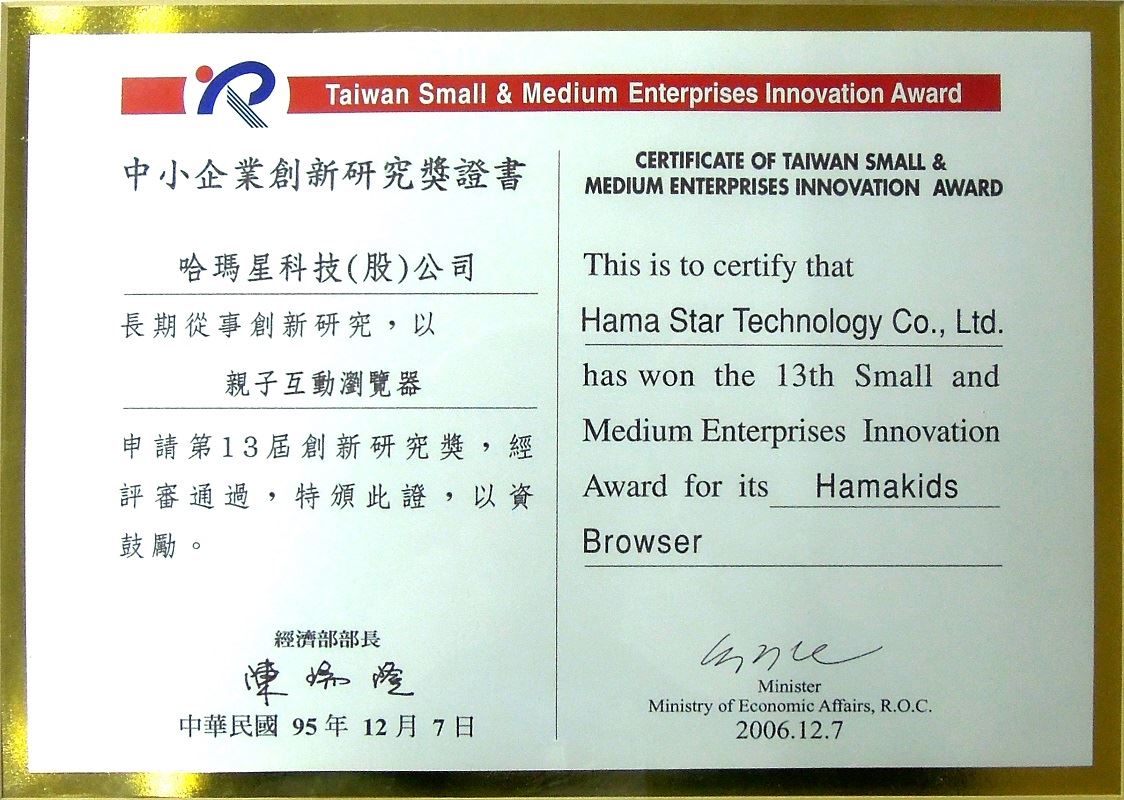 Taiwan Small & Medium Enterprises Innovation Award
中小企業創新研究獎證書
哈瑪星科技(股)公司
長期從事創新研究，以
親子互動瀏覽器
申請第13屆創新研究獎，經
評審通過，特頒此證，以資
鼓勵。
經濟部部長
陳瑞隆
中華民國 95 年 12 月 7 日
CERTIFICATE OF TAIWAN SMALL &
MEDIUM ENTERPRISES INNOVATION AWARD
This is to certify that
Hama Star Technology Co., Ltd.
has won the 13th Small and
Medium Enterprises Innovation
Award for its Hamakids
Browser
Minister
Ministry of Economic Affairs, R.O.C.
2006.12.7